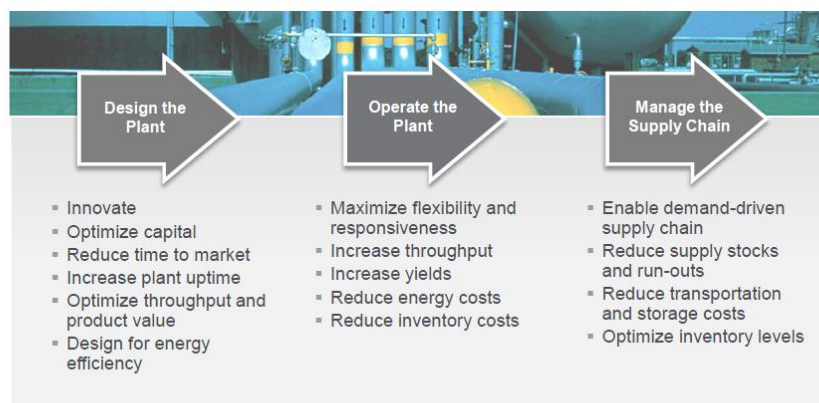 Design the
Plant
Operate the
Plant
Manage the
Supply Chain
▪ Innovate
▪ Optimize capital
▪ Reduce time to market
▪ Increase plant uptime
▪ Optimize throughput and
product value
▪ Design for energy
efficiency
▪ Maximize flexibility and
responsiveness
▪ Increase throughput
▪ Increase yields
▪ Reduce energy costs
▪ Reduce inventory costs
▪ Enable demand-driven
supply chain
▪ Reduce supply stocks
and run-outs
▪ Reduce transportation
and storage costs
▪ Optimize inventory levels